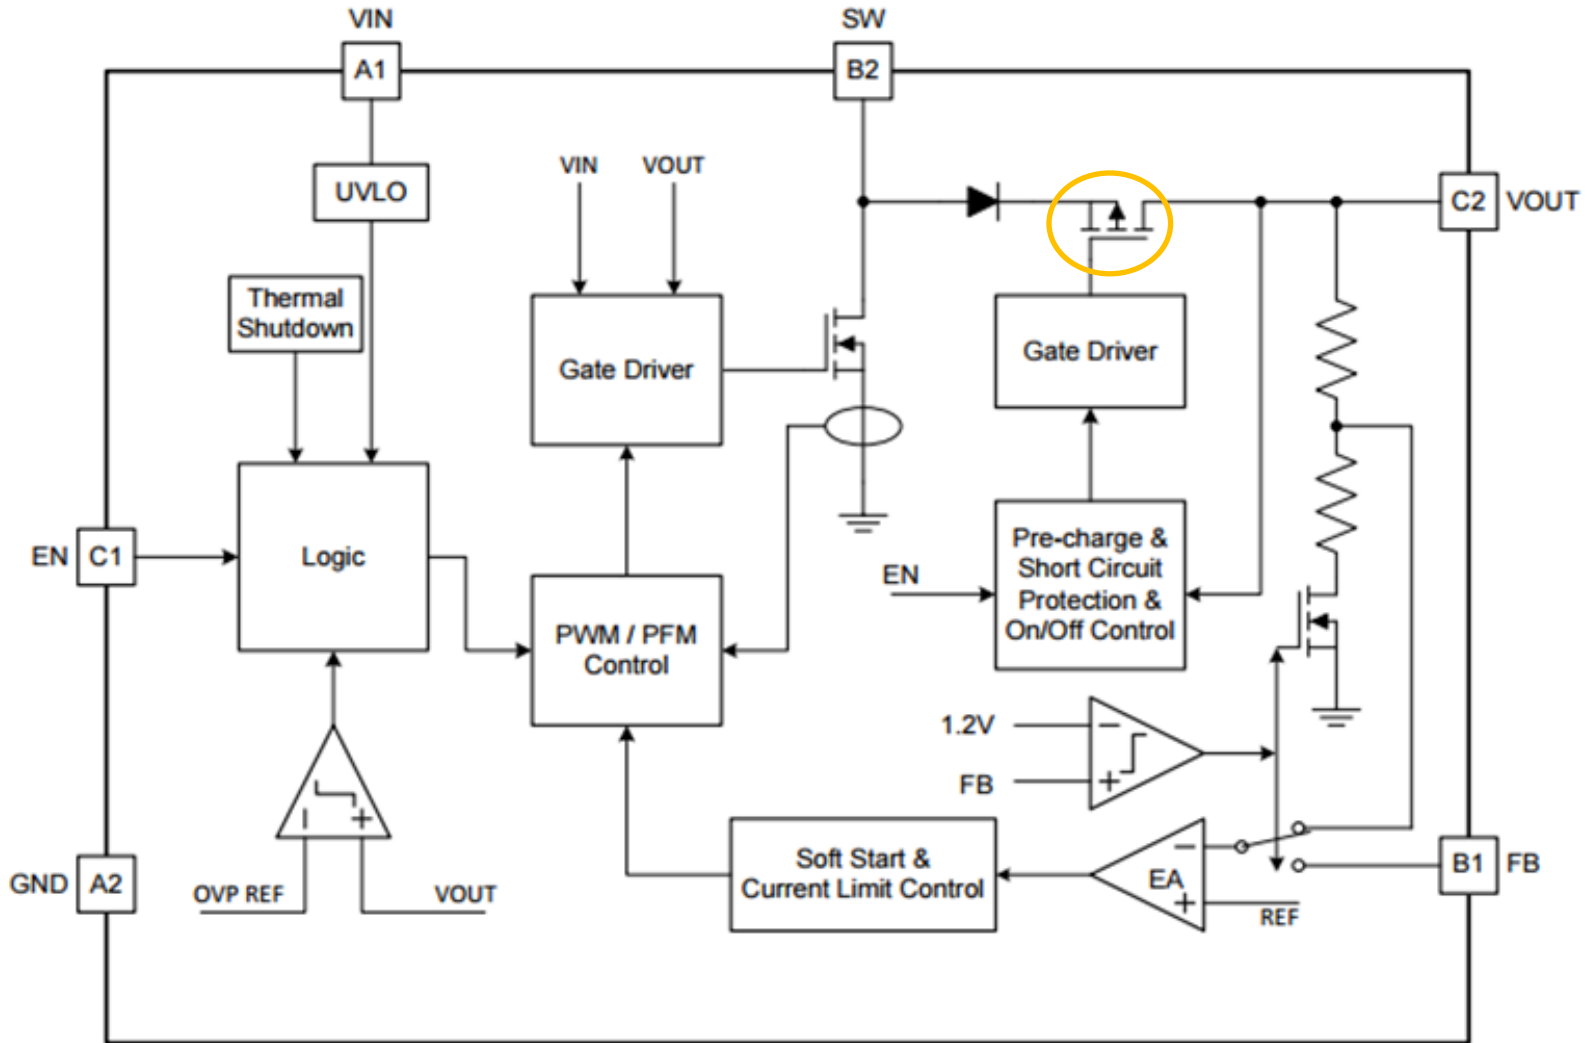 VIN
SW
A1
B2
VIN
VOUT
UVLO
C2
VOUT
Thermal
Shutdown
Gate Driver
Gate Driver
EN
C1
Logic
Pre-charge &
Short Circuit
Protection &
On/Off Control
EN
PWM / PFM
Control
1.2V
−
FB
+
−
+
Soft Start &
Current Limit Control
−
EA
+
REF
B1
FB
GND
A2
OVP REF
VOUT